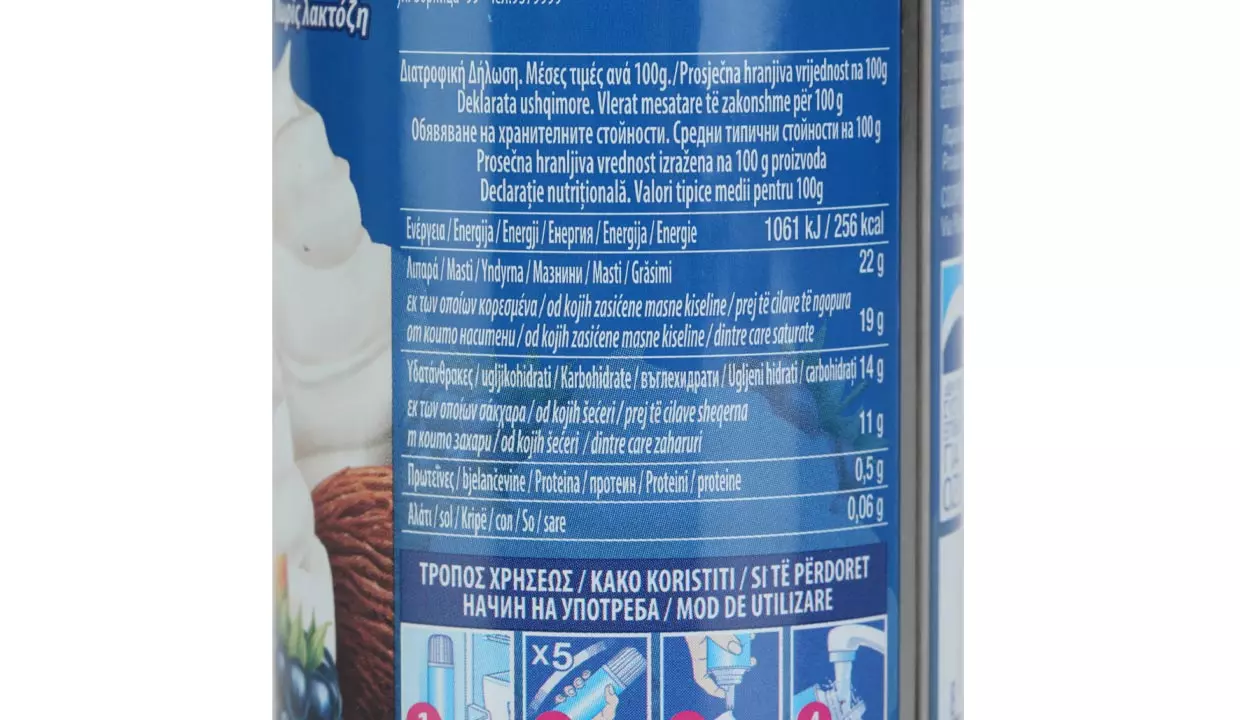 χωρίς λακτόζη
Διατροφική Δήλωση. Μέσες τιμές ανά 100g. / Prosječna hranjiva vrijednost na 100g
Deklarata ushqimore. Vlerat mesatare të zakonshme për 100 g
Обявяване на хранителните стойности. Средни типични стойности на 100 g
Prosečna hranljiva vrednost izražena na 100 g proizvoda
Declarație nutrițională. Valori tipice medii pentru 100g
Ενέργεια / Energija / Energji / Енергия / Energija / Energie 1061 kJ / 256 kcal
Λιπαρά / Masti / Yndyrna / Мазнини / Masti / Grăsimi 22 g
εκ των οποίων κορεσμένα / od kojih zasićene masne kiseline / prej të cilave të ngopura
от които наситени / od kojih zasićene masne kiseline / dintre care saturate 19 g
Υδατάνθρακες / ugljikohidrati / Karbohidrate / въглехидрати / Ugljeni hidrati / carbohidrați 14 g
εκ των οποίων σάκχαρα / od kojih šećeri / prej të cilave sheqerna
т които захари / od kojih šećeri / dintre care zaharuri 11 g
Πρωτεΐνες / bjelančevine / Proteina / протеин / Proteini / proteine 0,5 g
Αλάτι / sol / Kripë / сол / So / sare 0,06 g
ΤΡΟΠΟΣ ΧΡΗΣΕΩΣ / KAKO KORISTITI / SI TË PËRDORET
НАЧИН НА УПОТРЕБА / MOD DE UTILIZARE
x5